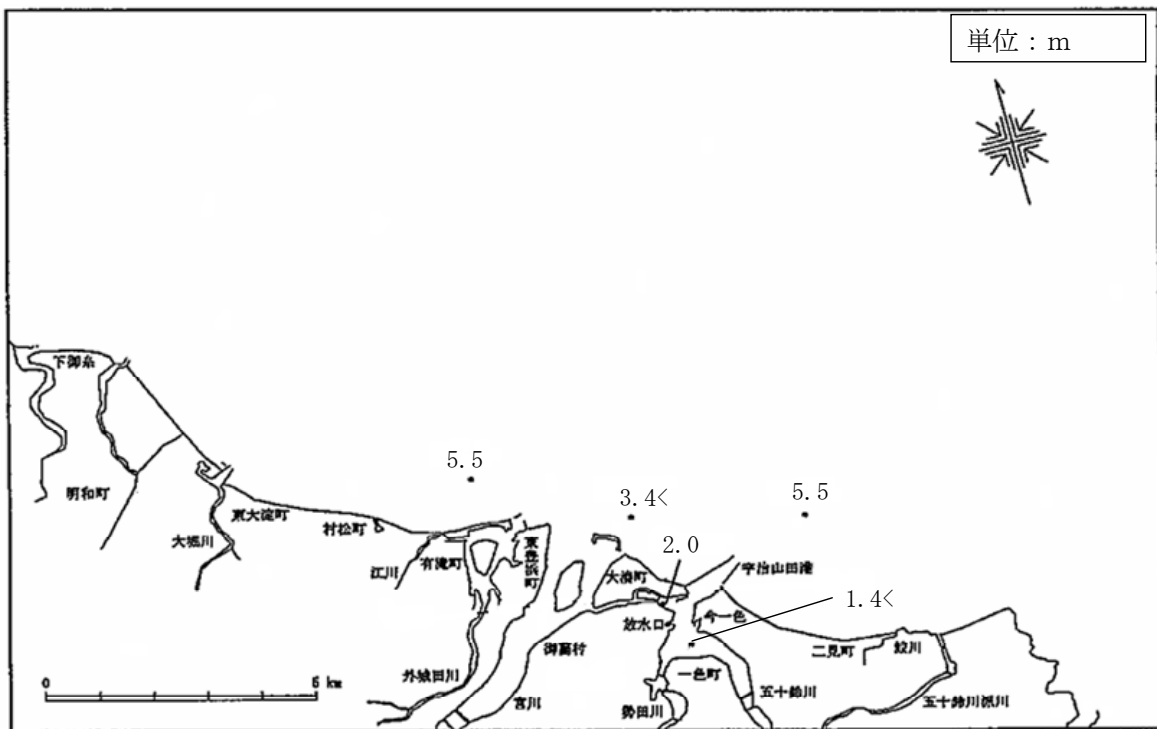 単位：m
下御糸
5.5
3.4<
5.5
明和町
東大淀町
村松町
大堀川
江川
有滝町
東豊浜町
大湊町
2.0
宇治山田港
1.4<
放水口
今一色
御薗村
二見町
鮫川
外城田川
一色町
0
5 km
宮川
勢田川
五十鈴川
五十鈴川派川